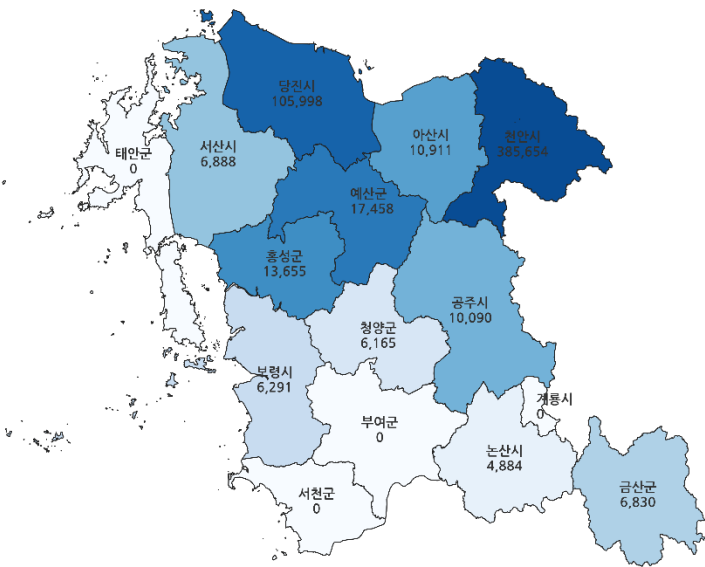 당진시
105,998
아산시
10,911
천안시
385,654
서산시
6,888
태안군
0
예산군
17,458
홍성군
13,655
공주시
10,090
청양군
6,165
보령시
6,291
계룡시
0
부여군
0
논산시
4,884
서천군
0
금산군
6,830